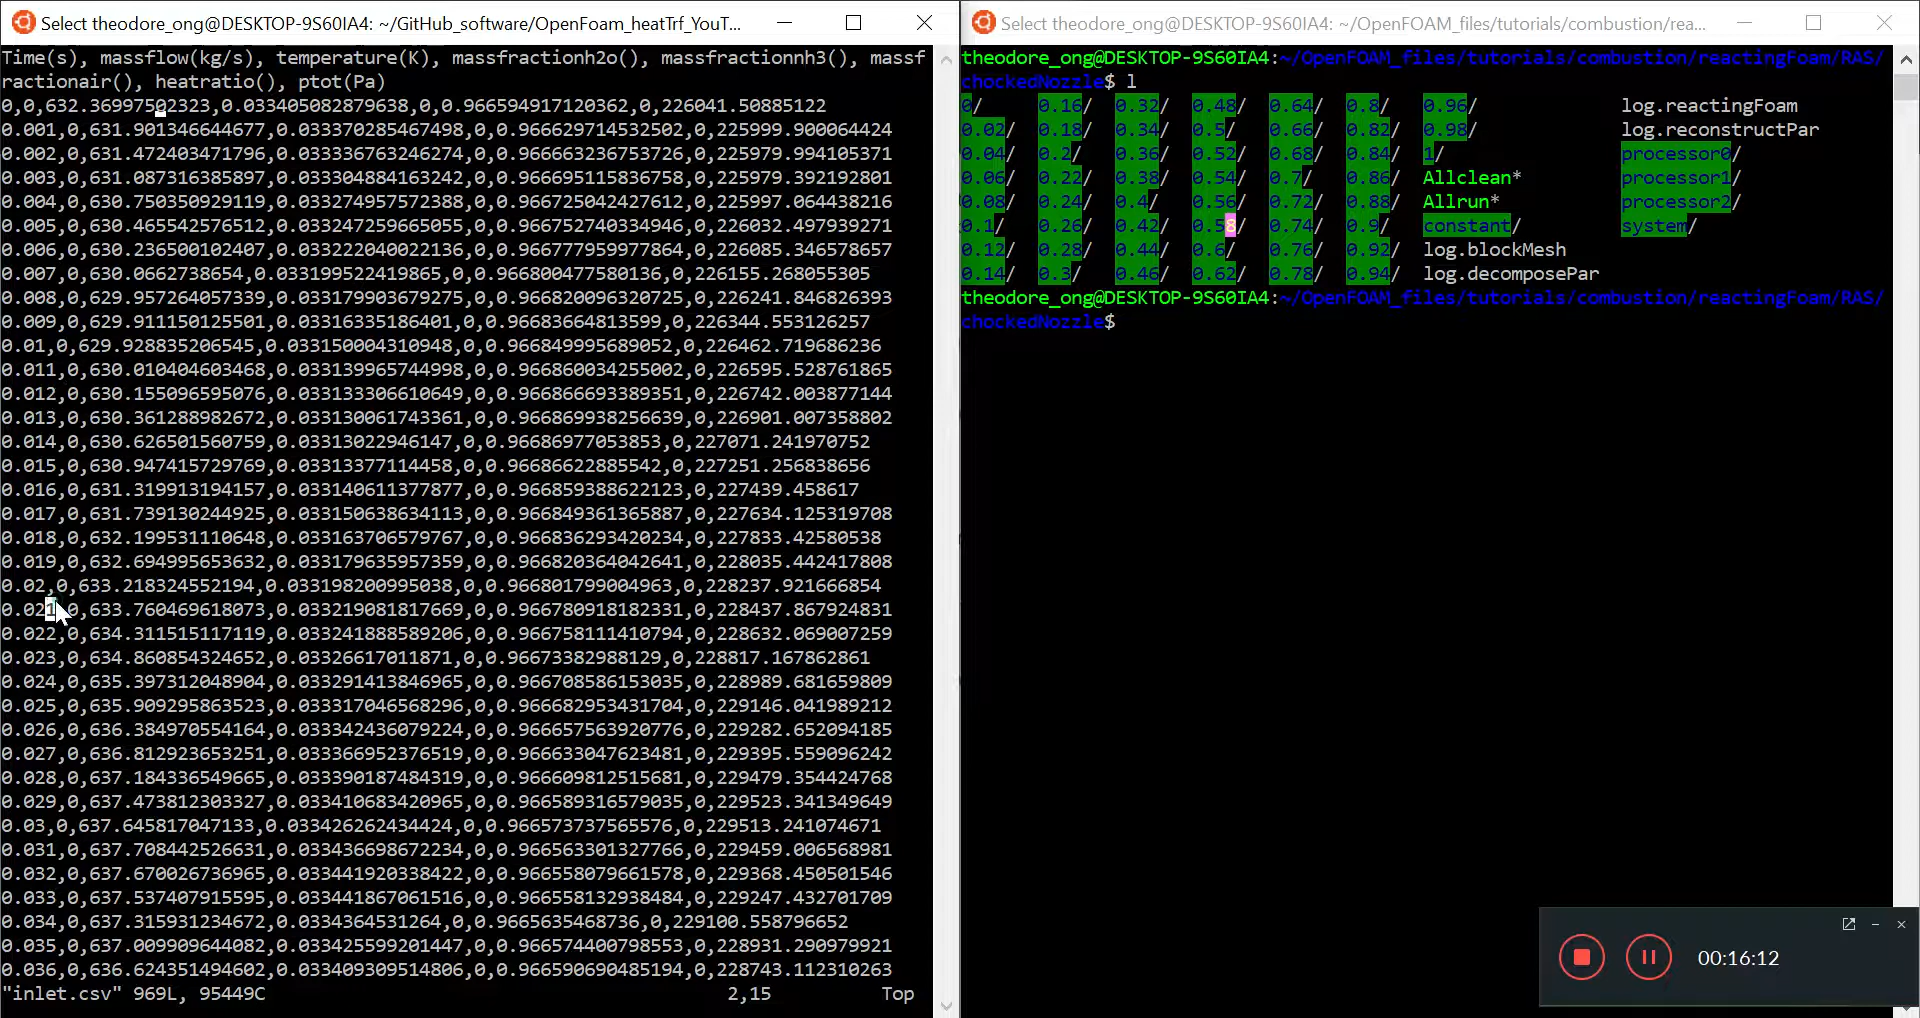 Select theodore_ong@DESKTOP-9S60IA4: ~/GitHub_software/OpenFoam_heatTrf_YouT...
Time(s), massflow(kg/s), temperature(K), massfractionh2o(), massfractionnh3(), massf
ractionair(), heatratio(), ptot(Pa)
0,0,632.36997502323,0.033405082879638,0,0.966594917120362,0,226041.50885122
0.001,0,631.901346644677,0.033370285467498,0,0.966629714532502,0,225999.900064424
0.002,0,631.472403471796,0.033336763246274,0,0.966663236753726,0,225979.994105371
0.003,0,631.087316385897,0.033304884163242,0,0.966695115836758,0,225979.392192801
0.004,0,630.750350929119,0.033274957572388,0,0.966725042427612,0,225997.064438216
0.005,0,630.465542576512,0.033247259665055,0,0.966752740334946,0,226032.497939271
0.006,0,630.236500102407,0.033222040022136,0,0.966777959977864,0,226085.346578657
0.007,0,630.0662738654,0.033199522419865,0,0.966800477580136,0,226155.268055305
0.008,0,629.957264057339,0.033179903679275,0,0.966820096320725,0,226241.846826393
0.009,0,629.911150125501,0.03316335186401,0,0.96683664813599,0,226344.553126257
0.01,0,629.928835206545,0.033150004310948,0,0.966849995689052,0,226462.719686236
0.011,0,630.010404603468,0.033139965744998,0,0.966860034255002,0,226595.528761865
0.012,0,630.155096595076,0.033133306610649,0,0.966866693389351,0,226742.003877144
0.013,0,630.361288982672,0.033130061743361,0,0.966869938256639,0,226901.007358802
0.014,0,630.626501560759,0.03313022946147,0,0.96686977053853,0,227071.241970752
0.015,0,630.947415729769,0.03313377114458,0,0.96686622885542,0,227251.256838656
0.016,0,631.319913194157,0.033140611377877,0,0.966859388622123,0,227439.458617
0.017,0,631.739130244925,0.033150638634113,0,0.966849361365887,0,227634.125319708
0.018,0,632.199531110648,0.033163706579767,0,0.966836293420234,0,227833.42580538
0.019,0,632.694995653632,0.033179635957359,0,0.966820364042641,0,228035.442417808
0.02,0,633.218324552194,0.033198200995038,0,0.966801799004963,0,228237.921666854
0.021,0,633.760469618073,0.033219081817669,0,0.966780918182331,0,228437.867924831
0.022,0,634.311515117119,0.033241888589206,0,0.966758111410794,0,228632.069007259
0.023,0,634.860854324652,0.03326617011871,0,0.96673382988129,0,228817.167862861
0.024,0,635.397312048904,0.033291413846965,0,0.966708586153035,0,228989.681659809
0.025,0,635.909295863523,0.033317046568296,0,0.966682953431704,0,229146.041989212
0.026,0,636.384970554164,0.033342436079224,0,0.966657563920776,0,229282.652094185
0.027,0,636.812923653251,0.033366952376519,0,0.966633047623481,0,229395.559096242
0.028,0,637.184336549665,0.033390187484319,0,0.966609812515681,0,229479.354424768
0.029,0,637.473812303327,0.033410683420965,0,0.966589316579035,0,229523.341349649
0.03,0,637.645817047133,0.033426262434424,0,0.966573737565576,0,229513.241074671
0.031,0,637.708442526631,0.033436698672234,0,0.966563301327766,0,229459.006568981
0.032,0,637.670026736965,0.033441920338422,0,0.966558079661578,0,229368.450501546
0.033,0,637.537407915595,0.033441867061516,0,0.966558132938484,0,229247.432701709
0.034,0,637.315931234672,0.0334364531264,0,0.9665635468736,0,229100.558796652
0.035,0,637.009909644082,0.033425599201447,0,0.966574400798553,0,228931.290979921
0.036,0,636.624351494602,0.033409309514806,0,0.966590690485194,0,228743.112310263
"inlet.csv" 969L, 95449C 2,15 Top
Select theodore_ong@DESKTOP-9S60IA4: ~/OpenFOAM_files/tutorials/combustion/rea...
theodore_ong@DESKTOP-9S60IA4:~/OpenFOAM_files/tutorials/combustion/reactingFoam/RAS/
chockedNozzle$ l
0/ 0.16/ 0.32/ 0.48/ 0.64/ 0.8/ 0.96/ log.reactingFoam
0.02/ 0.18/ 0.34/ 0.5/ 0.66/ 0.82/ 0.98/ log.reconstructPar
0.04/ 0.2/ 0.36/ 0.52/ 0.68/ 0.84/ 1/ processor0/
0.06/ 0.22/ 0.38/ 0.54/ 0.7/ 0.86/ Allclean* processor1/
0.08/ 0.24/ 0.4/ 0.56/ 0.72/ 0.88/ Allrun* processor2/
0.1/ 0.26/ 0.42/ 0.58/ 0.74/ 0.9/ constant/ system/
0.12/ 0.28/ 0.44/ 0.6/ 0.76/ 0.92/ log.blockMesh
0.14/ 0.3/ 0.46/ 0.62/ 0.78/ 0.94/ log.decomposePar
theodore_ong@DESKTOP-9S60IA4:~/OpenFOAM_files/tutorials/combustion/reactingFoam/RAS/
chockedNozzle$
00:16:12